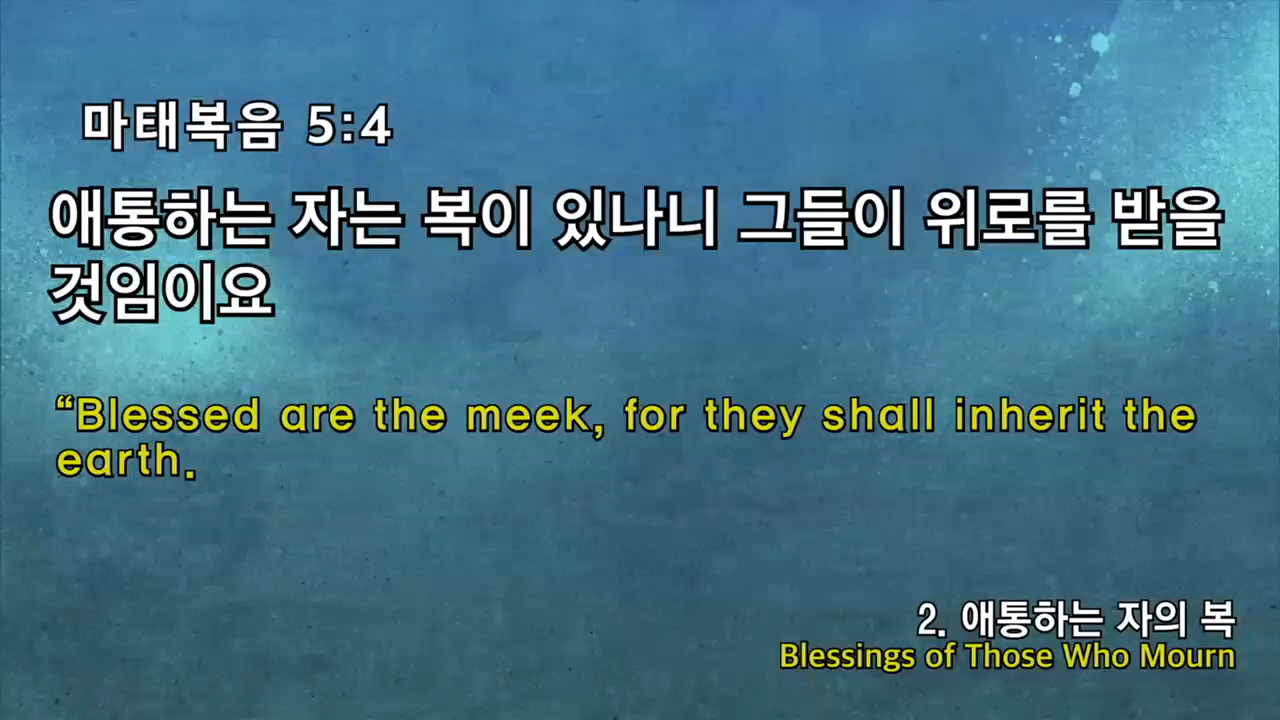 마태복음 5:4
애통하는 자는 복이 있나니 그들이 위로를 받을
것임이요
“Blessed are the meek, for they shall inherit the
earth.
2. 애통하는 자의 복
Blessings of Those Who Mourn